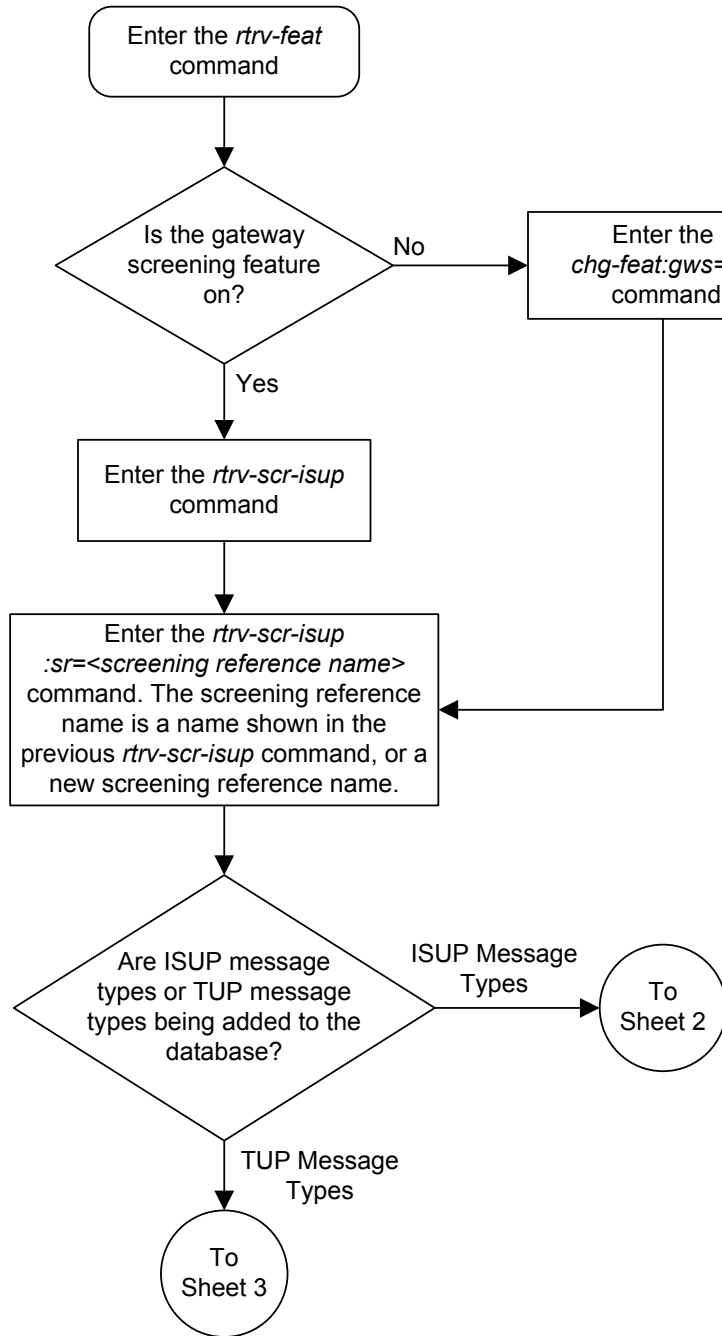 Enter the rtrv-feat
command
Is the gateway
screening feature
on?
No
Enter the
chg-feat:gws=
command
Yes
Enter the rtrv-scr-isup
command
Enter the rtrv-scr-isup
:sr=<screening reference name>
command. The screening reference
name is a name shown in the
previous rtrv-scr-isup command, or a
new screening reference name.
Are ISUP message
types or TUP message
types being added to the
database?
ISUP Message
Types
To
Sheet 2
TUP Message
Types
To
Sheet 3